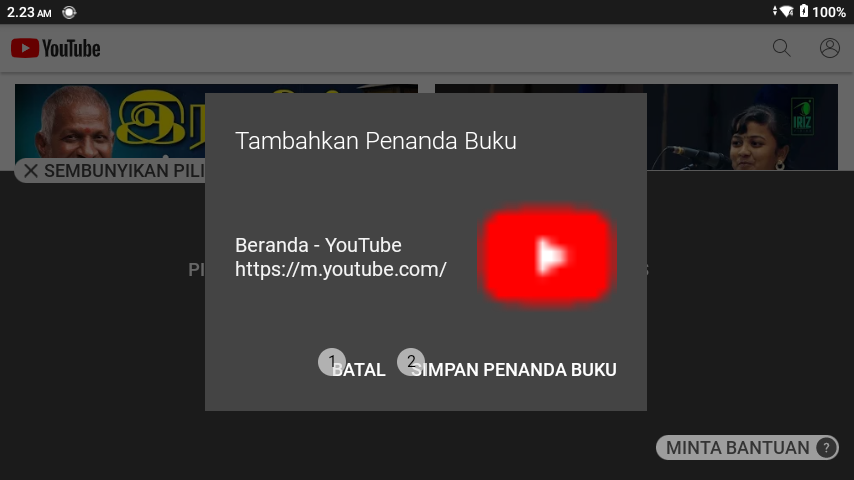 2.23 AM
100%
YouTube
IRIZ
SEMBUNYIKAN PILI
Tambahkan Penanda Buku
Beranda - YouTube
https://m.youtube.com/
1 BATAL
2 SIMPAN PENANDA BUKU
MINTA BANTUAN ?